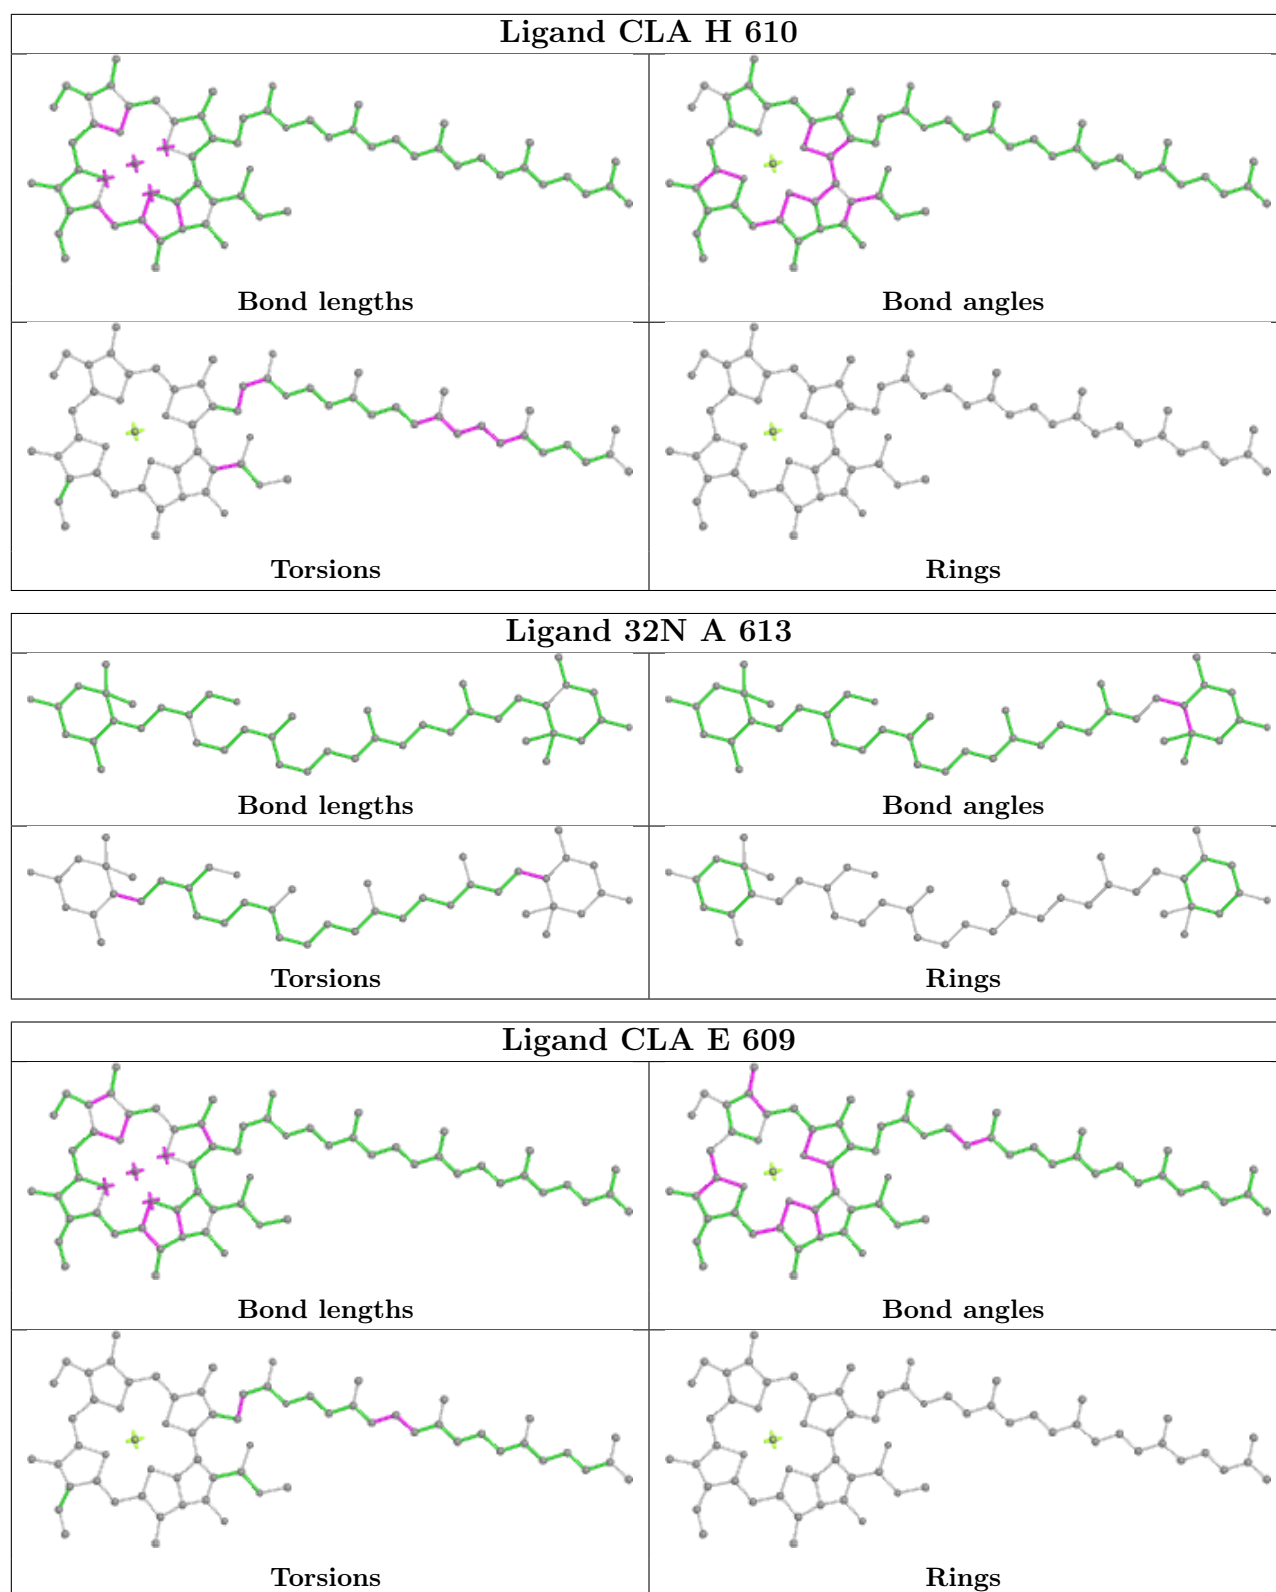 Ligand CLA H 610
Bond lengths
Bond angles
Torsions
Rings
Ligand 32N A 613
Bond lengths
Bond angles
Torsions
Rings
Ligand CLA E 609
Bond lengths
Bond angles
Torsions
Rings